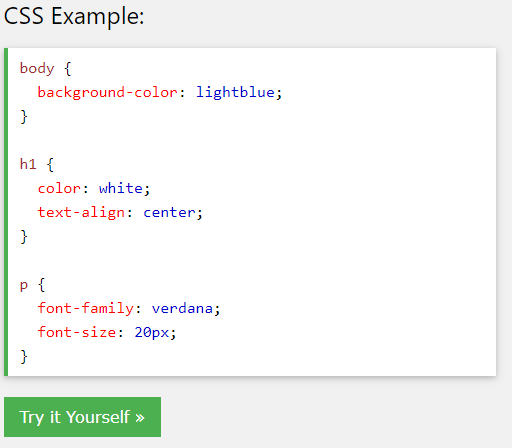 CSS Example:
body {
  background-color: lightblue;
}

h1 {
  color: white;
  text-align: center;
}

p {
  font-family: verdana;
  font-size: 20px;
}
Try it Yourself »